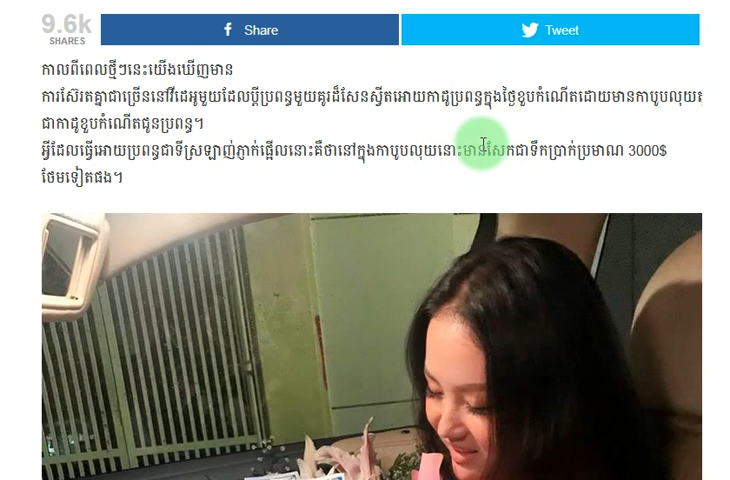 9.6k
SHARES
Share
Tweet
កាលពីពេលថ្មីៗនេះយើងឃើញមាន
ការស៊ែរតគ្នាជាច្រើននៅវីដេអូមួយដែលប្តីប្រពន្ធមួយគូរដ៏សែនស្វីតអោយកាដូប្រពន្ធក្នុងថ្ងៃខួបកំណើតដោយមានកាបូបលុយ
ជាកាដូខួបកំណើតជូនប្រពន្ធ។
អ្វីដែលធ្វើអោយប្រពន្ធជាទីស្រឡាញ់ភ្ញាក់ផ្អើលនោះគឺថានៅក្នុងកាបូបលុយនោះមានសែកជាទឹកប្រាក់ប្រមាណ 3000$
ថែមទៀតផង។